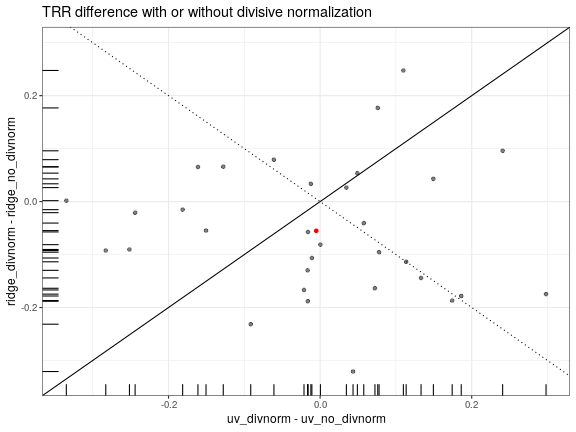 TRR difference with or without divisive normalization
ridge_divnorm - ridge_no_divnorm
0.2
0.0
-0.2
-0.2
0.0
0.2
uv_divnorm - uv_no_divnorm